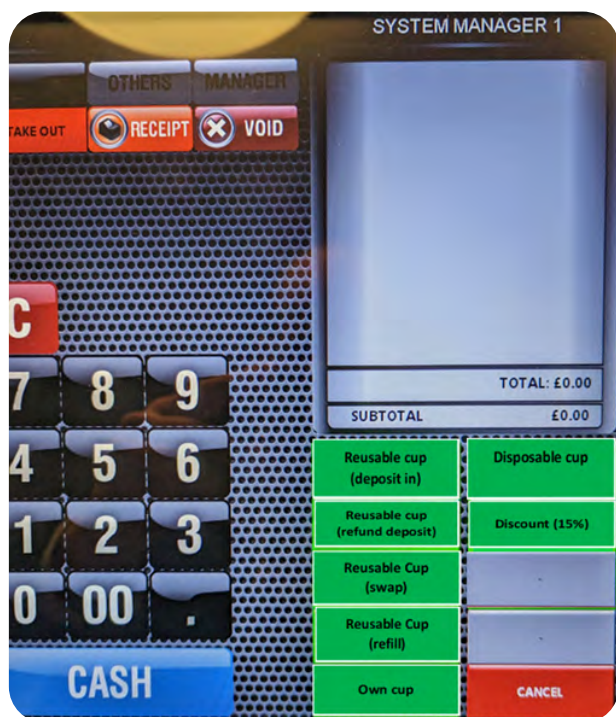 SYSTEM MANAGER 1
OTHERS
MANAGER
TAKE OUT
RECEIPT
VOID
C
7
8
9
4
5
6
1
2
3
0
00
.
CASH
TOTAL: £0.00
SUBTOTAL £0.00
Reusable cup
(deposit in)
Disposable cup
Reusable cup
(refund deposit)
Discount (15%)
Reusable Cup
(swap)
-
Reusable Cup
(refill)
-
Own cup
CANCEL